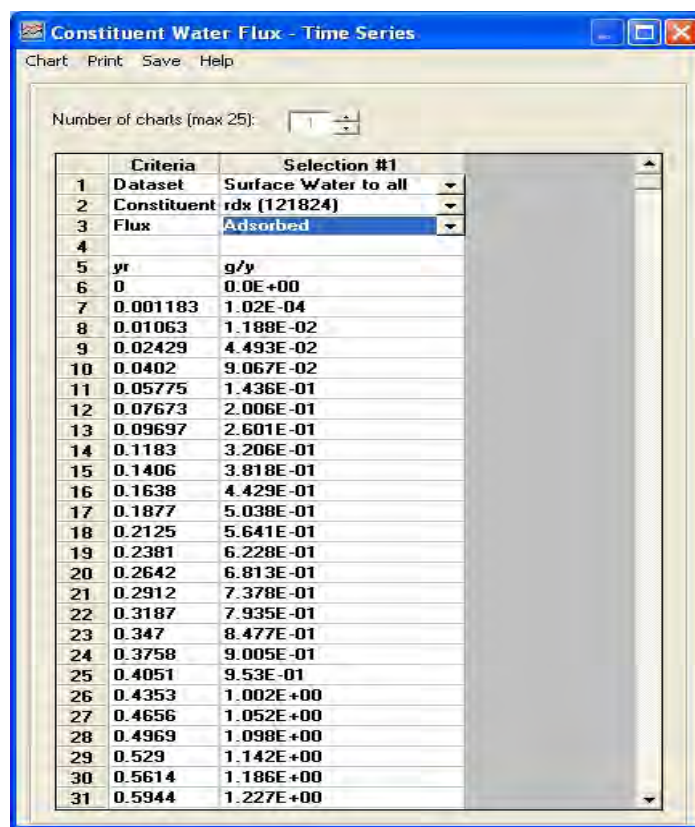 Constituent Water Flux - Time Series
Chart Print Save Help
Number of charts (max 25): 1
Criteria Selection #1
1 Dataset Surface Water to all
2 Constituent rdx (121824)
3 Flux Adsorbed
4
5 yr g/y
6 0 0.0E+00
7 0.001183 1.02E-04
8 0.01063 1.188E-02
9 0.02429 4.493E-02
10 0.0402 9.067E-02
11 0.05775 1.436E-01
12 0.07673 2.006E-01
13 0.09697 2.601E-01
14 0.1183 3.206E-01
15 0.1406 3.818E-01
16 0.1638 4.429E-01
17 0.1877 5.038E-01
18 0.2125 5.641E-01
19 0.2381 6.228E-01
20 0.2642 6.813E-01
21 0.2912 7.378E-01
22 0.3187 7.935E-01
23 0.347 8.477E-01
24 0.3758 9.005E-01
25 0.4051 9.53E-01
26 0.4353 1.002E+00
27 0.4656 1.052E+00
28 0.4969 1.098E+00
29 0.529 1.142E+00
30 0.5614 1.186E+00
31 0.5944 1.227E+00